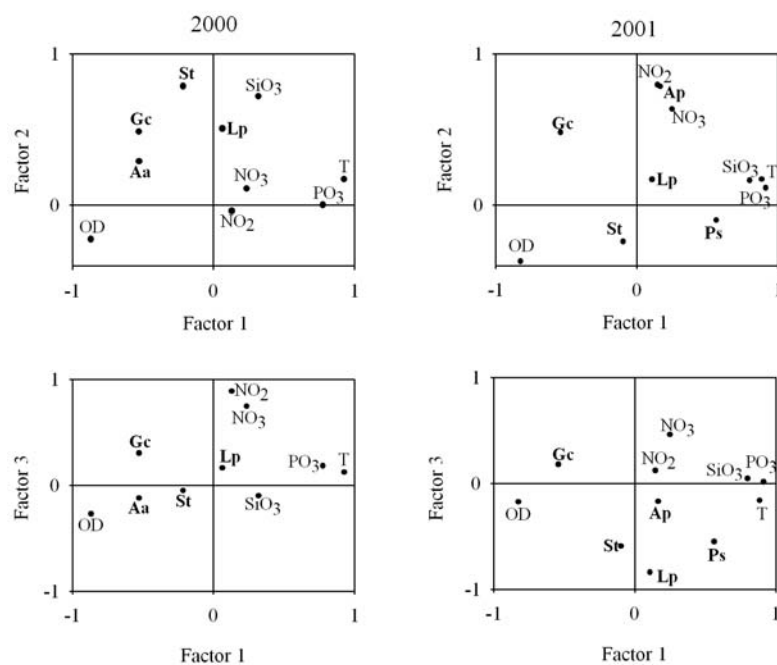 2000
1
St
SiO3
Gc
Lp
Aa
NO3
T
PO3
NO2
0
OD
Factor 2
-1
0
1
Factor 1
2001
1
NO2
Ap
NO3
Gc
SiO3
T
Lp
PO3
0
St
Ps
OD
Factor 2
-1
0
1
Factor 1
1
NO2
NO3
Gc
Lp
PO3
T
0
Aa
St
SiO3
OD
Factor 3
-1
-1
0
1
Factor 1
1
NO3
Gc
NO2
SiO3
PO3
0
OD
Ap
T
St
Ps
Lp
Factor 3
-1
-1
0
1
Factor 1